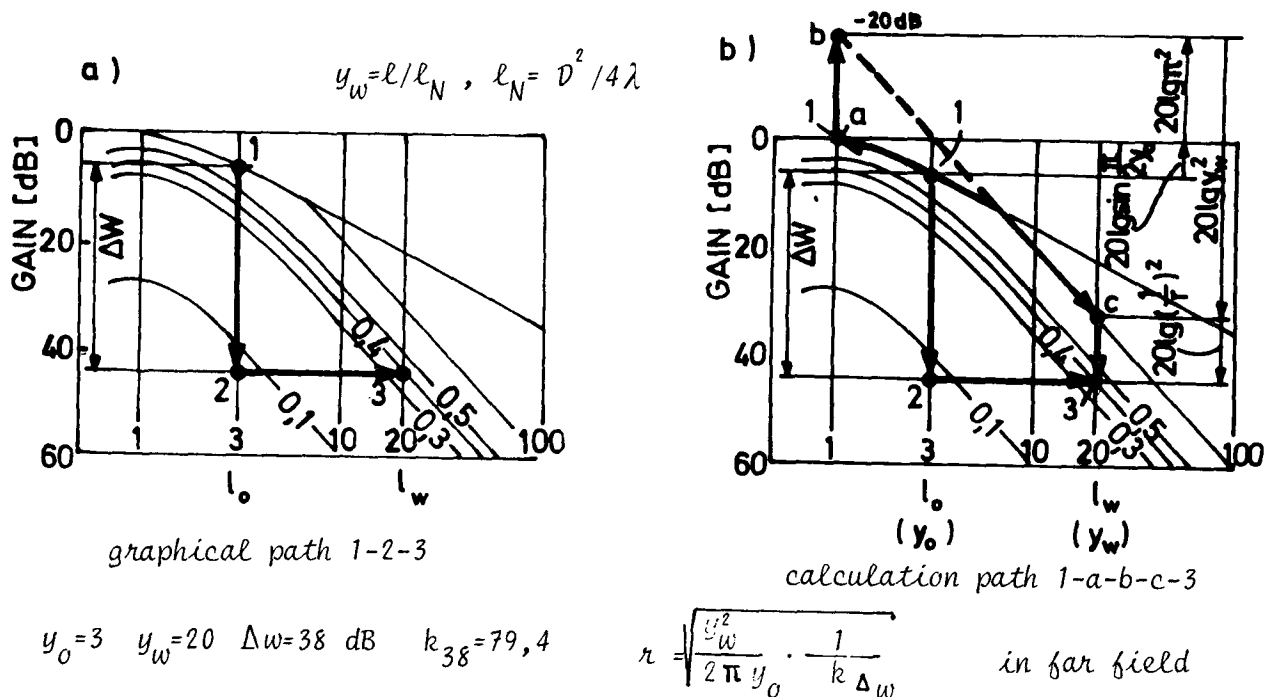 a)
y_w=ℓ/ℓ_N , ℓ_N= D²/4λ
GAIN [dB]
0
20
40
60
ΔW
1
2
3
0,1
0,4
0,3
0,5
1 3 10 20 100
l_o l_w
graphical path 1-2-3
b)
b -20dB
1 a 1
0
20
40
60
GAIN [dB]
ΔW
20lgπ²
20lgsin π/2y_o
20lgy_w²
20lg(1/r)²
c
2
3
0,1
0,4
0,5
0,3
1 3 10 20 100
l_o l_w
(y_o) (y_w)
calculation path 1-a-b-c-3
y_o=3 y_w=20 Δw=38 dB k_38=79,4
r = √(y_w²/2π y_o · 1/k_Δw) in far field